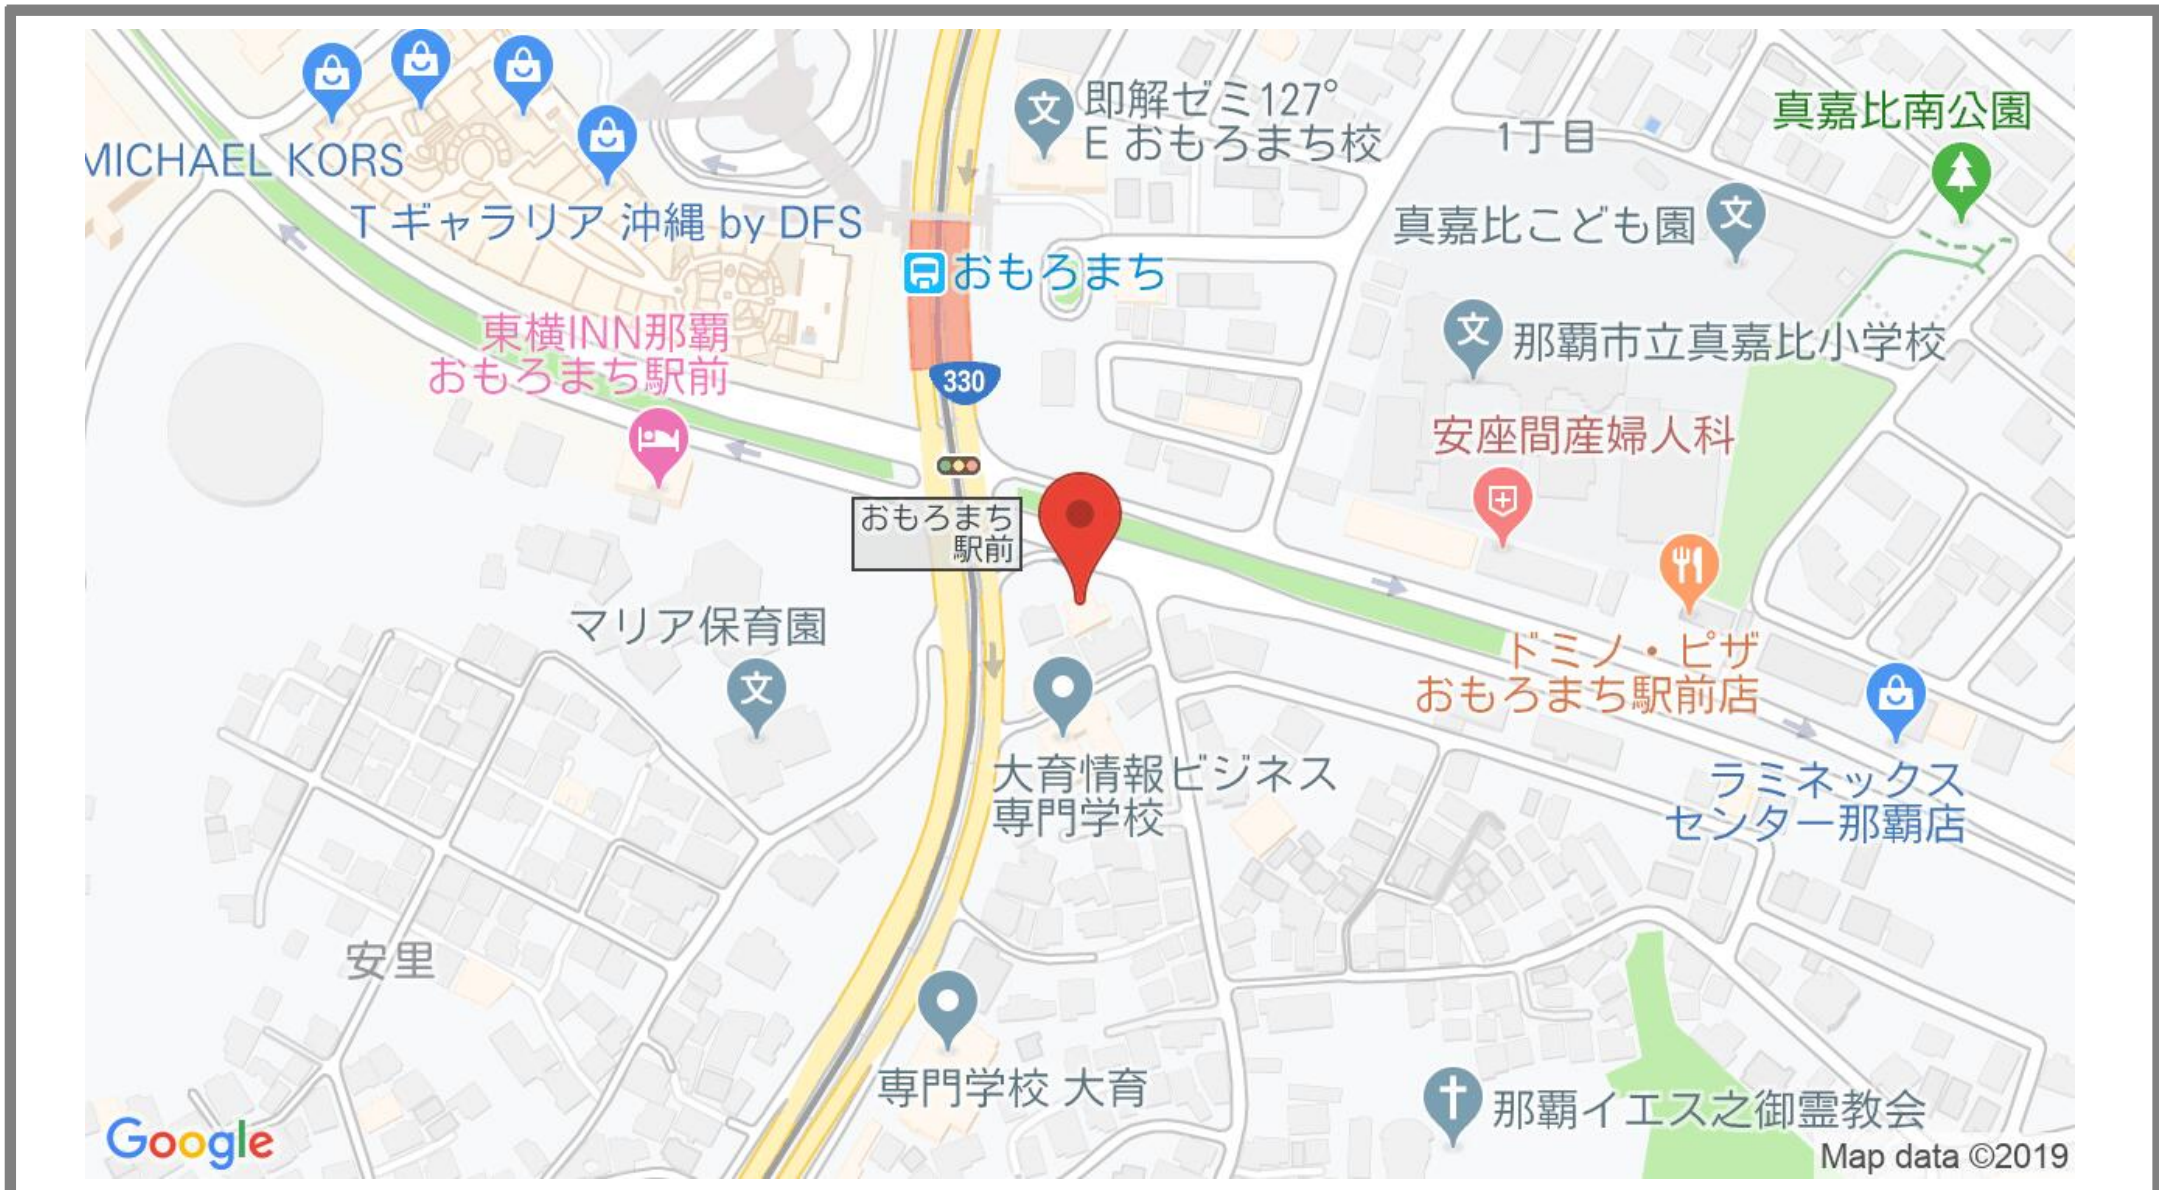 即解ゼミ127°
E おもろまち校
真嘉比南公園
1丁目
MICHAEL KORS
T ギャラリア 沖縄 by DFS
真嘉比こども園
おもろまち
東横INN那覇
おもろまち駅前
330
那覇市立真嘉比小学校
安座間産婦人科
おもろまち
駅前
マリア保育園
ドミノ・ピザ
おもろまち駅前店
大育情報ビジネス
専門学校
ラミネックス
センター那覇店
安里
専門学校 大育
那覇イエス之御霊教会
Google
Map data ©2019
文
文
文
文